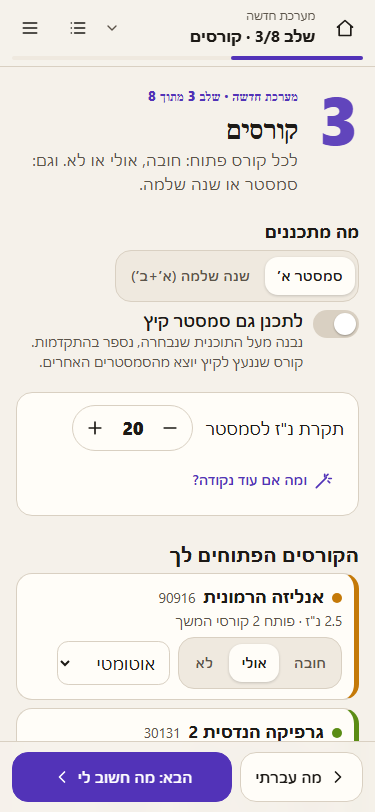 מערכת חדשה
שלב 3/8 · קורסים
3
מערכת חדשה · שלב 3 מתוך 8
קורסים
לכל קורס פתוח: חובה, אולי או לא. וגם:
סמסטר או שנה שלמה.
מה מתכננים
סמסטר א׳
שנה שלמה (א׳+ב׳)
לתכנן גם סמסטר קיץ
נבנה מעל התוכנית שנבחרה, נספר בהתקדמות.
קורס שננעץ לקיץ יוצא מהסמסטרים האחרים.
תקרת נ"ז לסמסטר
− 20 +
ומה אם עוד נקודה?
הקורסים הפתוחים לך
אנליזה הרמונית 90916
2.5 נ"ז · פותח 2 קורסי המשך
חובה אולי לא אוטומטי
גרפיקה הנדסית 2 30131
מה עברתי
הבא: מה חשוב לי